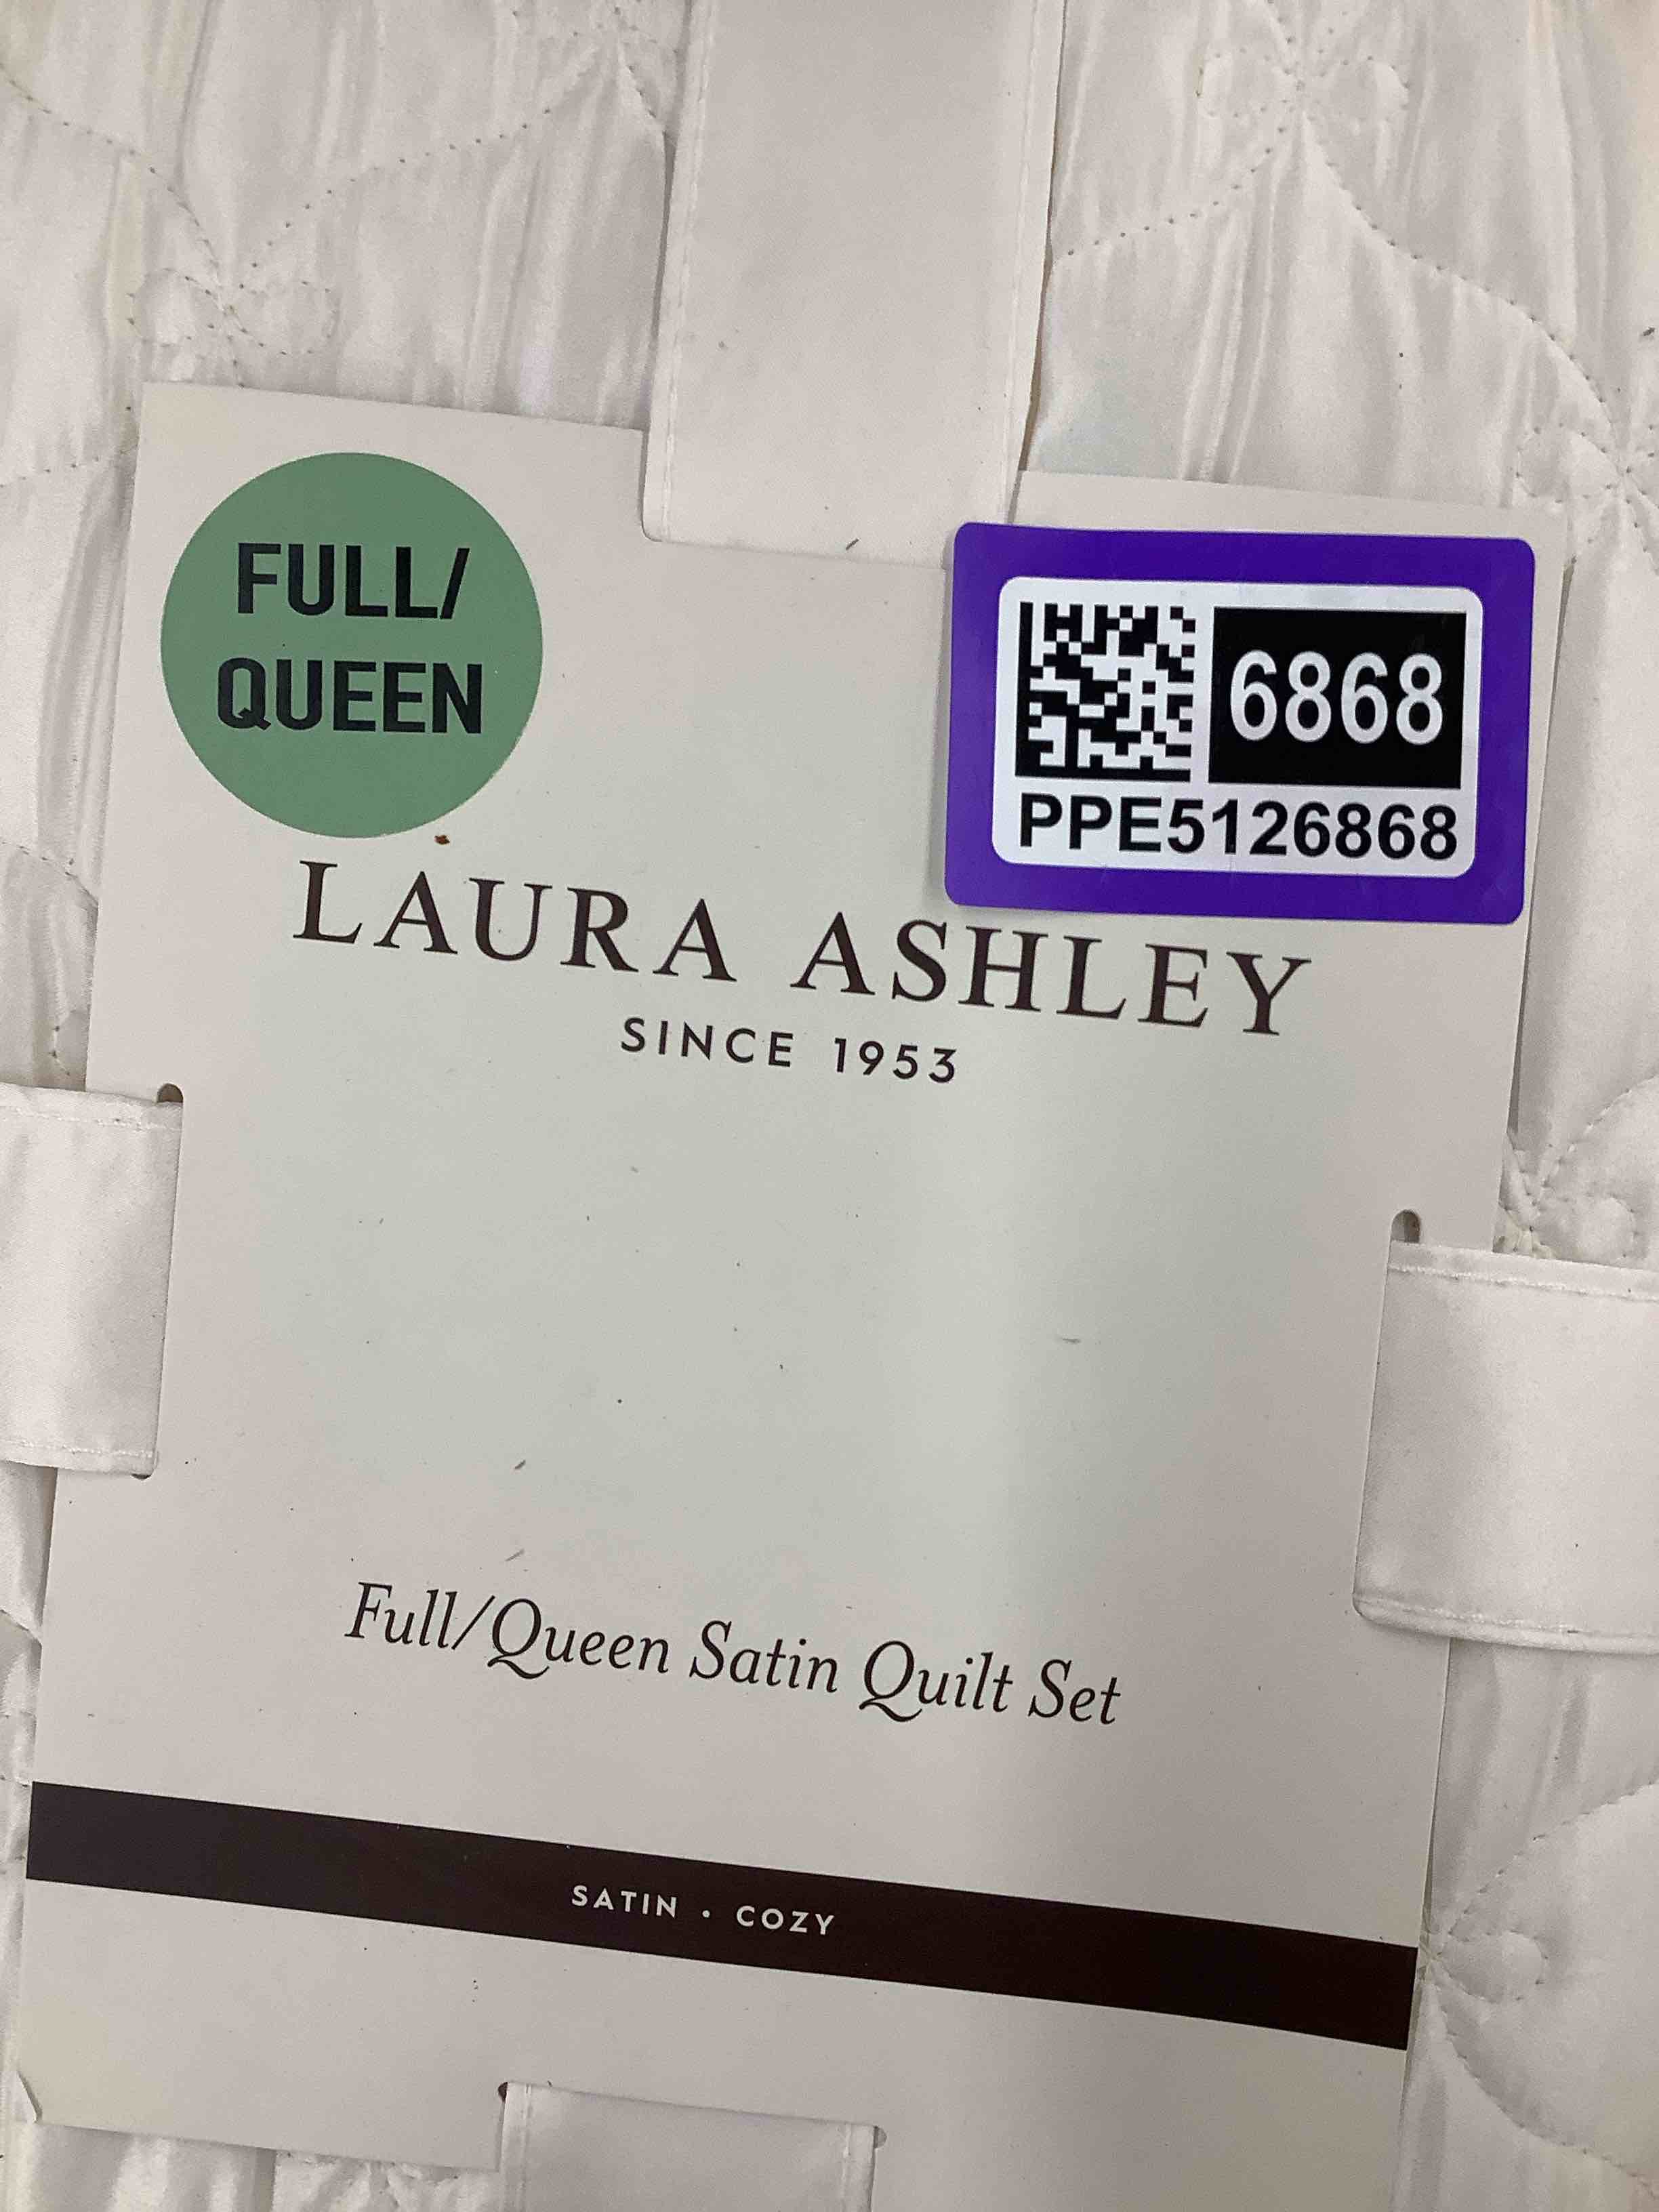 FULL/
QUEEN
6868
PPE5126868
LAURA ASHLEY
SINCE 1953
Full/Queen Satin Quilt Set
SATIN • COZY